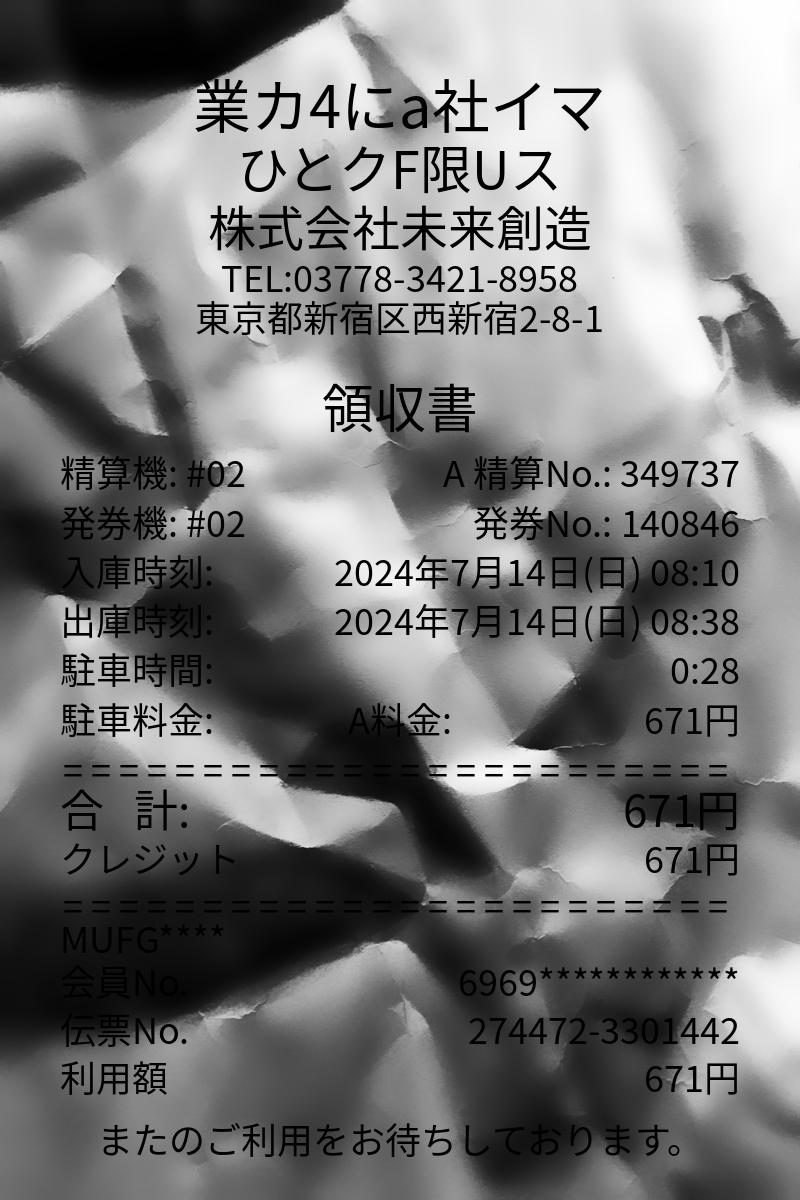 業カ4にa社イマ
ひとクF限Uス
株式会社未来創造
TEL:03778-3421-8958
東京都新宿区西新宿2-8-1
領収書
精算機: #02 A 精算No.: 349737
発券機: #02 発券No.: 140846
入庫時刻: 2024年7月14日(日) 08:10
出庫時刻: 2024年7月14日(日) 08:38
駐車時間: 0:28
駐車料金: A料金: 671円
========================
合 計: 671円
クレジット 671円
========================
MUFG****
会員No. 6969************
伝票No. 274472-3301442
利用額 671円
またのご利用をお待ちしております。